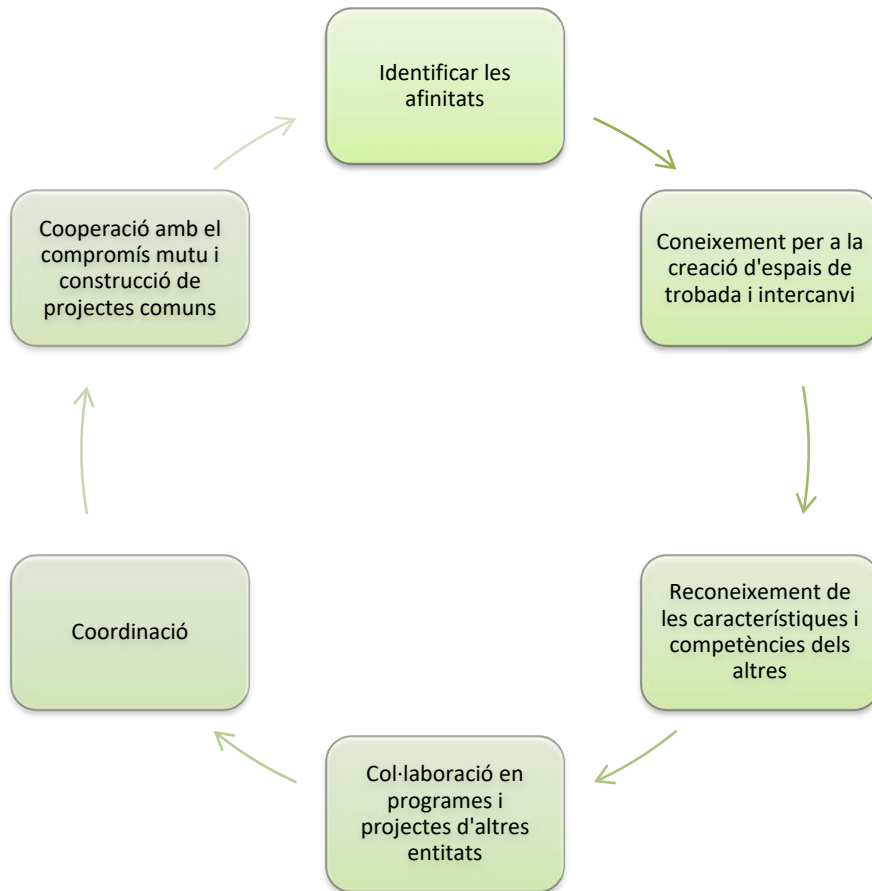 Identificar les
afinitats
Coneixement per a la
creació d'espais de
trobada i intercanvi
Reconeixement de
les característiques i
competències dels
altres
Col·laboració en
programes i
projectes d'altres
entitats
Coordinació
Cooperació amb el
compromís mutu i
construcció de
projectes comuns